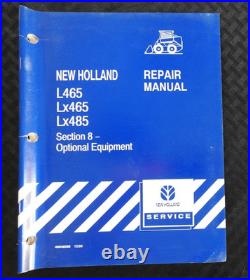 NEW HOLLAND
L465
Lx465
Lx485
Section 8 –
Optional Equipment
REPAIR
MANUAL
NEW HOLLAND
SERVICE